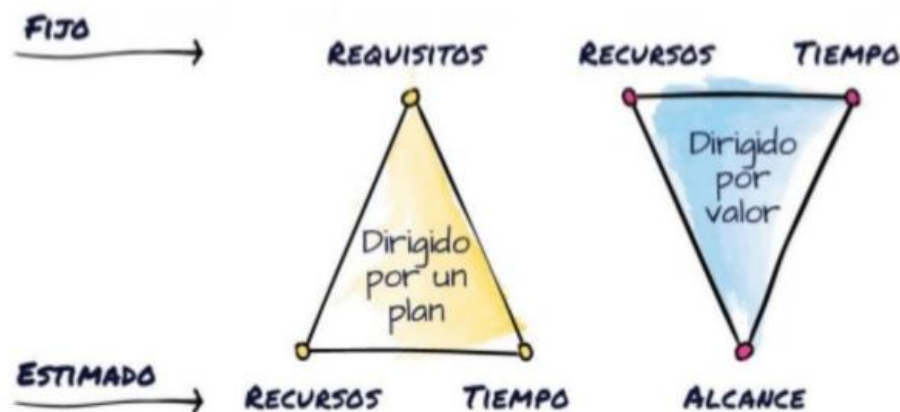 FIJO
REQUISITOS
RECURSOS TIEMPO
Dirigido
por un
plan
Dirigido
por
valor
ESTIMADO
RECURSOS TIEMPO
ALCANCE